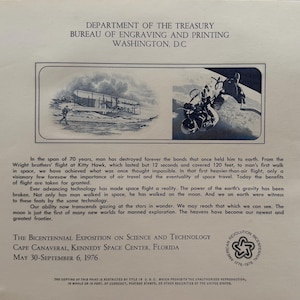 DEPARTMENT OF THE TREASURY
BUREAU OF ENGRAVING AND PRINTING
WASHINGTON, D.C.
In the span of 70 years, man has destroyed forever the bonds that once held him to earth. From the
Wright brothers' flight at Kitty Hawk, which lasted but 12 seconds and covered 120 feet, to man's first walk
in space, we have achieved what was once thought impossible. In that first heavier-than-air flight, only a
visionary few foresaw the importance of air travel and the eventuality of space travel. Today the benefits
of flight are taken for granted.
Ever advancing technology has made space flight a reality. The power of the earth's gravity has been
broken. Not only has man walked in space, he has walked on the moon. And we on earth were witness
to these feats by the same technology.
Our ability now transcends gazing at the stars in wonder. We may reach that which we can see. The
moon is just the first of many new worlds for manned exploration. The heavens have become our newest and
greatest frontier.
THE BICENTENNIAL EXPOSITION ON SCIENCE AND TECHNOLOGY
CAPE CANAVERAL, KENNEDY SPACE CENTER, FLORIDA
MAY 30-SEPTEMBER 6, 1976
AMERICAN REVOLUTION BICENTENNIAL
1776-1976